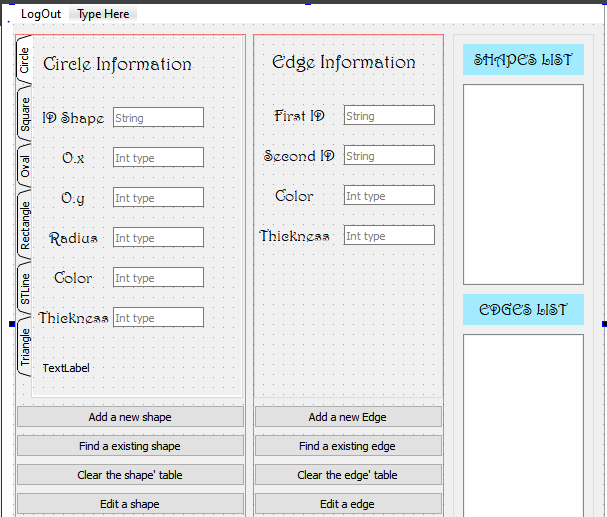 LogOut Type Here
Circle
Square
Oval
Rectangle
STLine
Triangle
Circle Information
ID Shape String
O.x Int type
O.y Int type
Radius Int type
Color Int type
Thickness Int type
TextLabel
Add a new shape
Find a existing shape
Clear the shape' table
Edit a shape
Edge Information
First ID String
Second ID String
Color Int type
Thickness Int type
Add a new Edge
Find a existing edge
Clear the edge' table
Edit a edge
SHAPES LIST
EDGES LIST